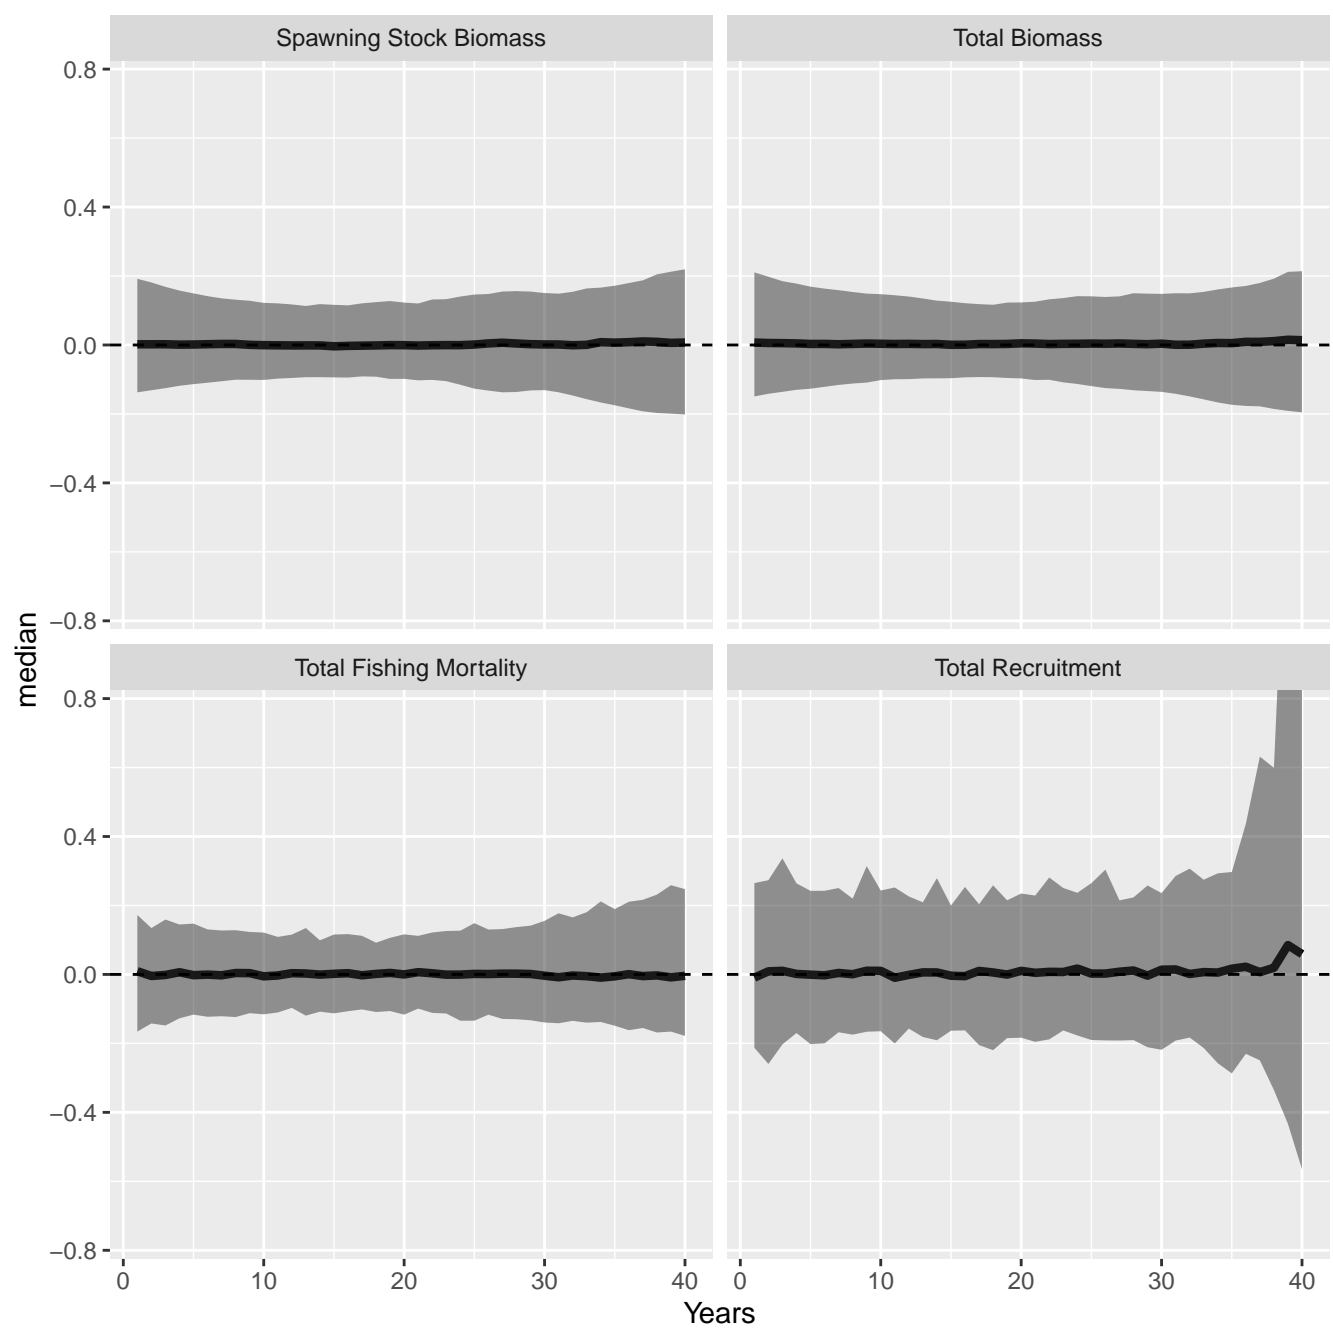 Spawning Stock Biomass
Total Biomass
0.8
0.4
0.0
−0.4
−0.8
median
Total Fishing Mortality
Total Recruitment
0.8
0.4
0.0
−0.4
−0.8
0 10 20 30 40
0 10 20 30 40
Years